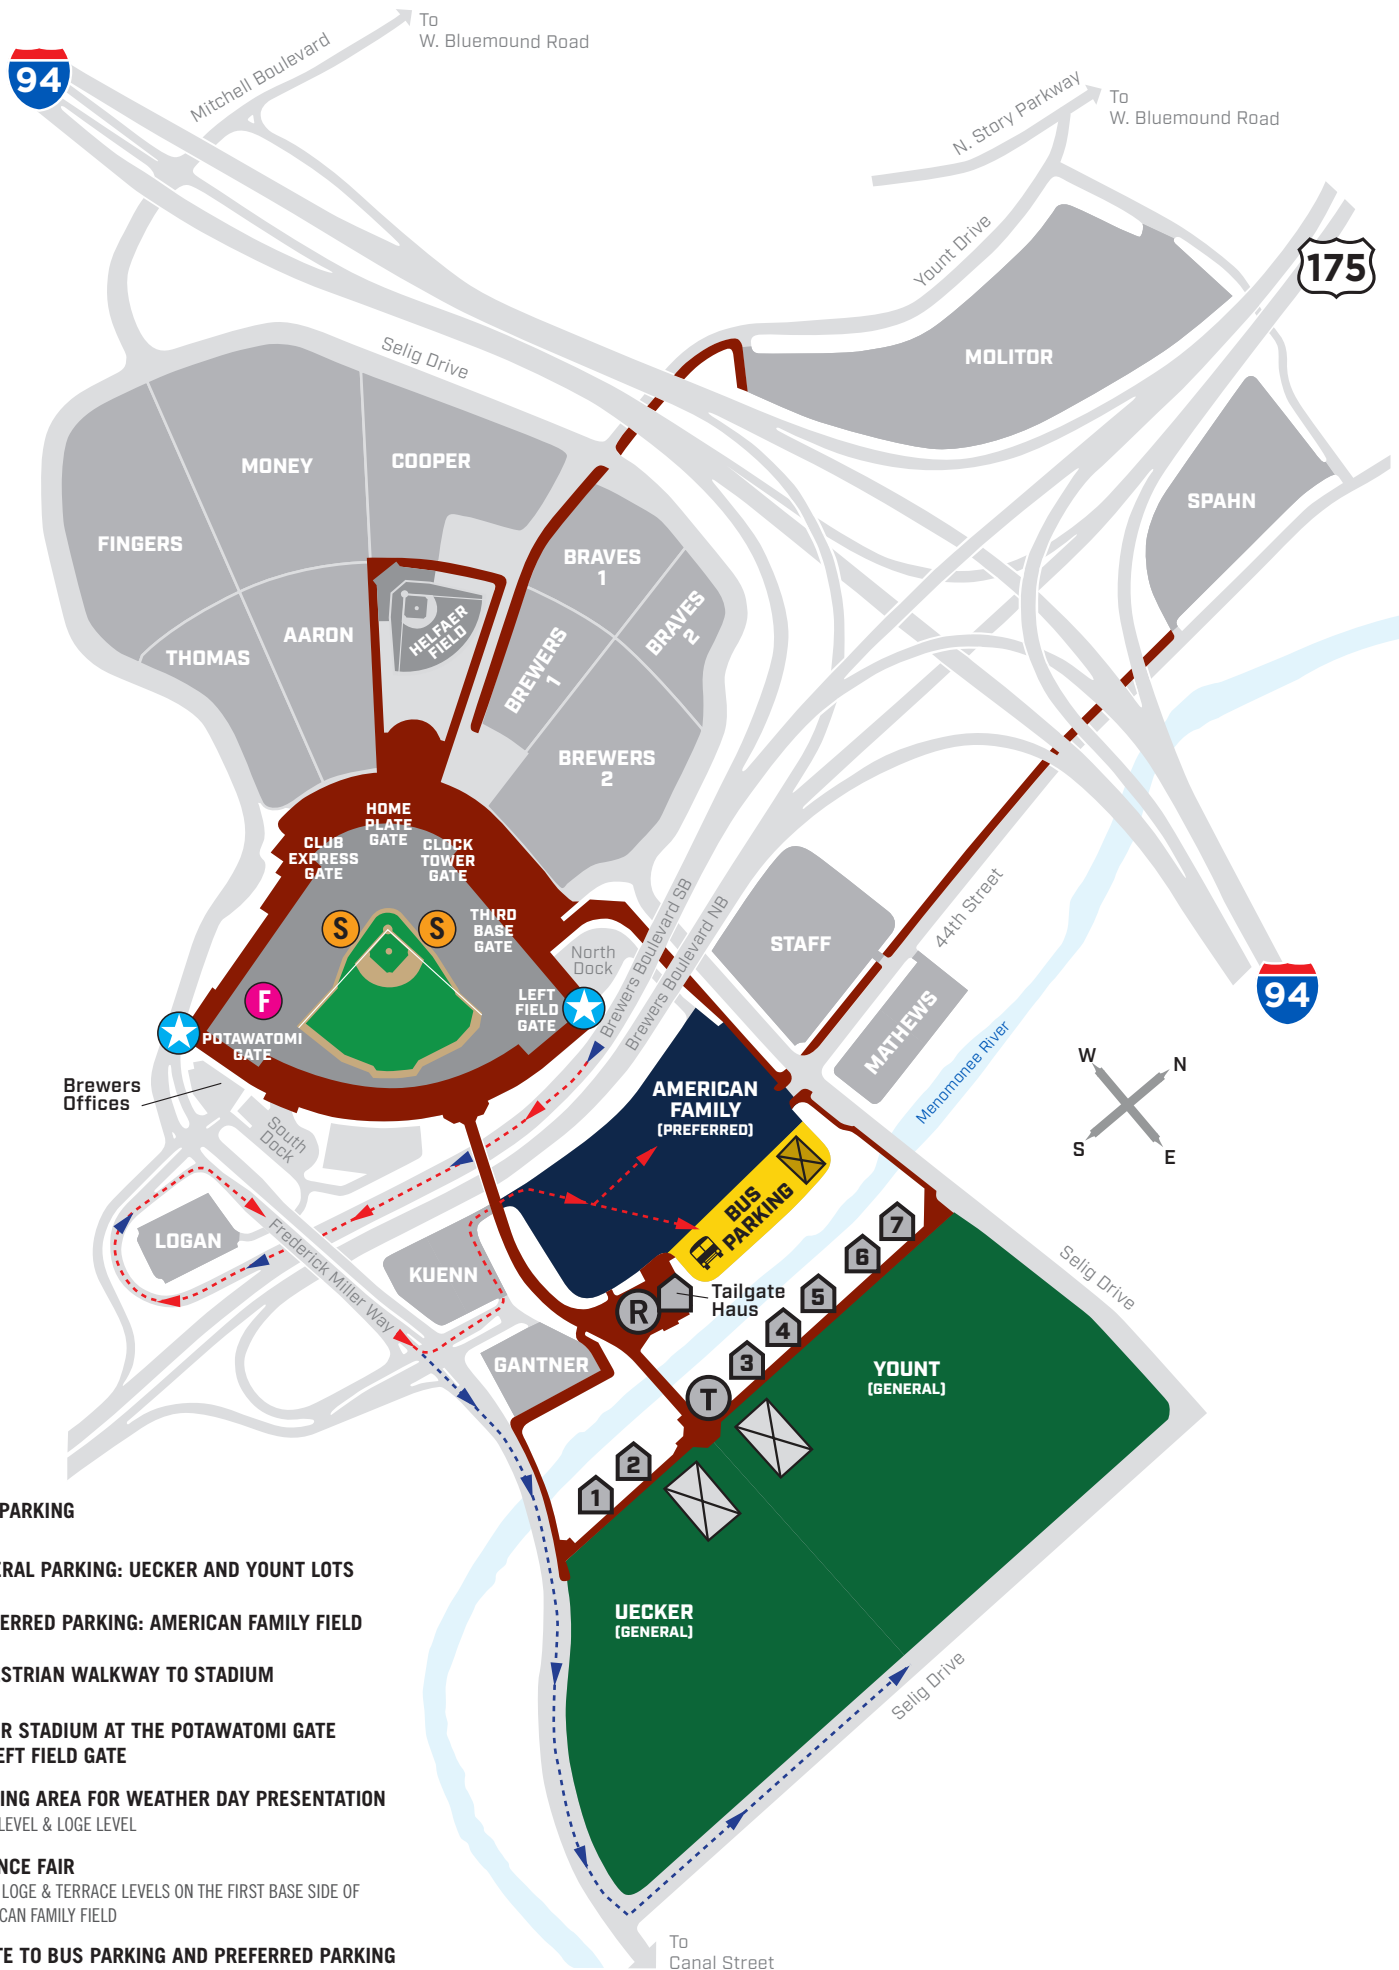 To
W. Bluemound Road
94
Mitchell Boulevard
N. Story Parkway
To
W. Bluemound Road
Yount Drive
175
Selig Drive
MOLITOR
MONEY
COOPER
SPAHN
FINGERS
BRAVES
1
BRAVES
2
HELFAER
FIELD
AARON
THOMAS
BREWERS
1
BREWERS
2
HOME
PLATE
GATE
CLUB
EXPRESS
GATE
CLOCK
TOWER
GATE
S
S
THIRD
BASE
GATE
North
Dock
Brewers Boulevard SB
Brewers Boulevard NB
STAFF
44th Street
94
F
LEFT
FIELD
GATE
POTAWATOMI
GATE
MATHEWS
Menomonee River
Brewers
Offices
AMERICAN
FAMILY
(PREFERRED)
W
N
S
E
South
Dock
BUS
PARKING
LOGAN
Frederick Miller Way
KUENN
7
6
5
4
3
Tailgate
Haus
R
Selig Drive
GANTNER
T
YOUNT
(GENERAL)
2
1
UECKER
(GENERAL)
Selig Drive
PARKING
ERAL PARKING: UECKER AND YOUNT LOTS
ERRED PARKING: AMERICAN FAMILY FIELD
STRIAN WALKWAY TO STADIUM
R STADIUM AT THE POTAWATOMI GATE
EFT FIELD GATE
ING AREA FOR WEATHER DAY PRESENTATION
LEVEL & LOGE LEVEL
NCE FAIR
LOGE & TERRACE LEVELS ON THE FIRST BASE SIDE OF
CAN FAMILY FIELD
TE TO BUS PARKING AND PREFERRED PARKING
To
Canal Street